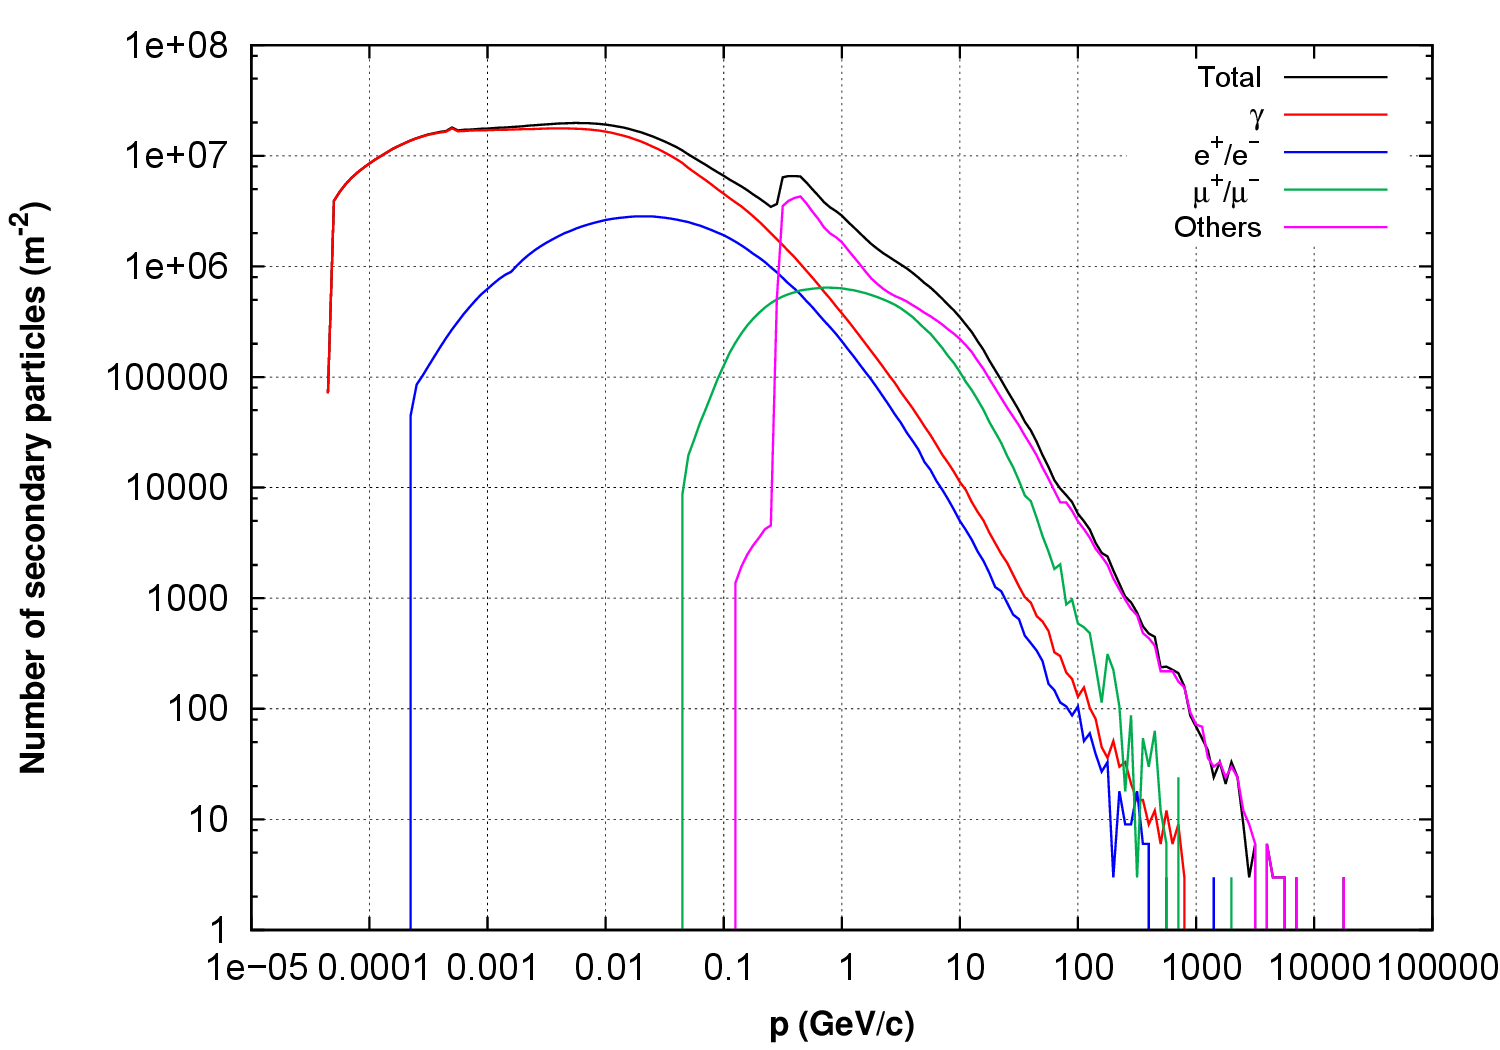 1e+08
1e+07
1e+06
100000
10000
1000
100
10
1
Number of secondary particles (m-2)
Total
γ
e+/e−
μ+/μ−
Others
1e−05 0.0001 0.001 0.01 0.1 1 10 100 1000 10000 100000
p (GeV/c)